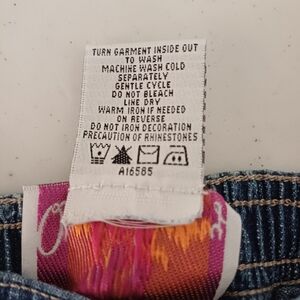 TURN GARMENT INSIDE OUT
TO WASH
MACHINE WASH COLD
SEPARATELY
GENTLE CYCLE
DO NOT BLEACH
LINE DRY
WARM IRON IF NEEDED
ON REVERSE
DO NOT IRON DECORATION
PRECAUTION OF RHINESTONES
A16585